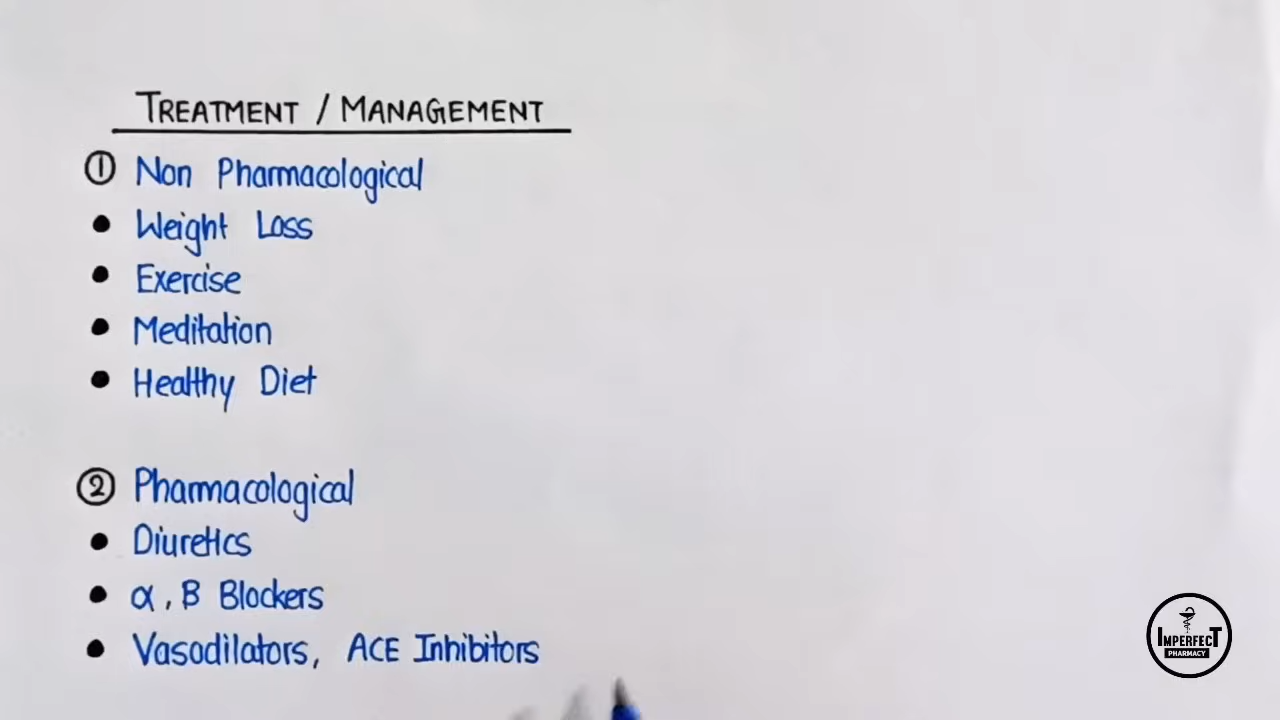 TREATMENT / MANAGEMENT
① Non Pharmacological
• Weight Loss
• Exercise
• Meditation
• Healthy Diet
② Pharmacological
• Diuretics
• α, β Blockers
• Vasodilators, ACE Inhibitors
IMPERFECT
PHARMACY